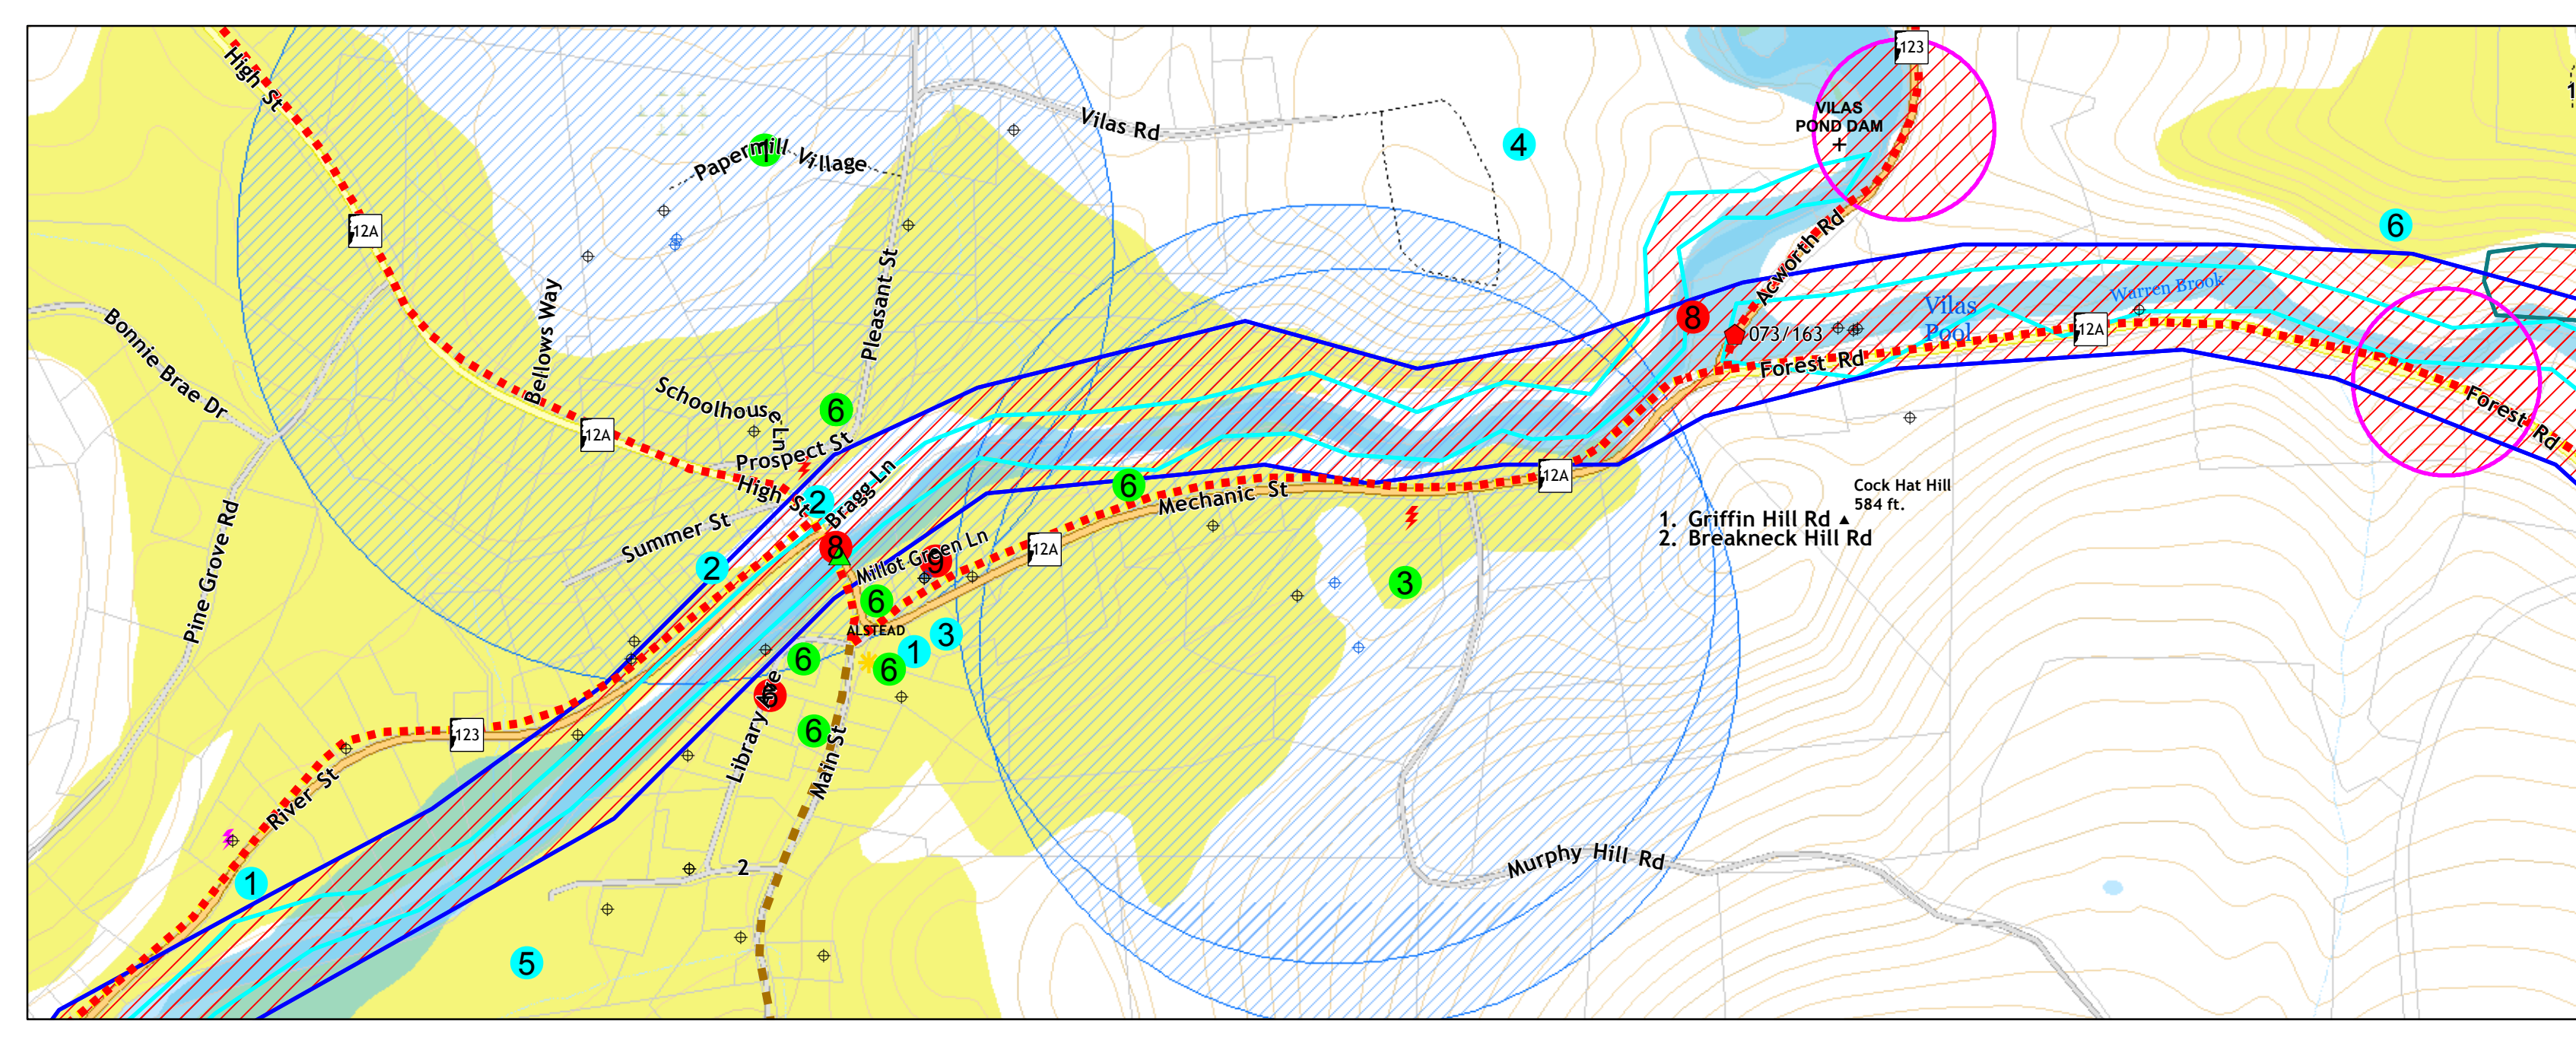 High St
123
VILAS
POND DAM
1
Papermill Village
Vilas Rd
4
1
12A
6
Acworth Rd
Bonnie Brae Dr
Bellows Way
Pleasant St
8
073/163
Vilas
Pool
Warren Brook
12A
Forest Rd
Forest Rd
Schoolhouse Ln
6
12A
Prospect St
High St
2
Bragg Ln
6
Mechanic St
12A
Cock Hat Hill
584 ft.
1. Griffin Hill Rd
2. Breakneck Hill Rd
Summer St
2
8
Millot Green Ln
9
12A
3
Pine Grove Rd
6
ALSTEAD
3
1
6
6
Library Ave
6
Main St
123
River St
1
2
Murphy Hill Rd
5